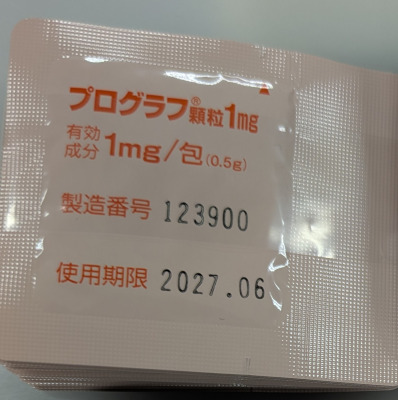 プログラフ®顆粒1mg
有効成分 1mg/包(0.5g)
製造番号 123900
使用期限 2027.06